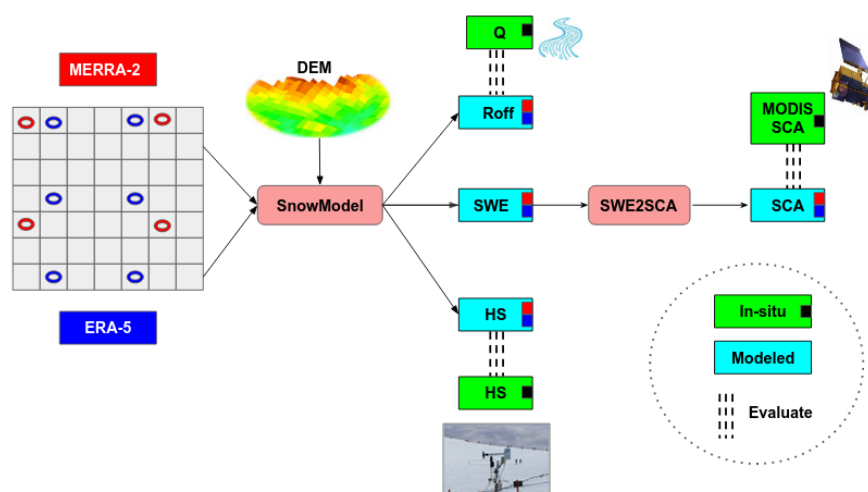 MERRA-2
DEM
Q
Roff
MODIS
SCA
SnowModel
SWE
SWE2SCA
SCA
ERA-5
HS
HS
In-situ
Modeled
Evaluate